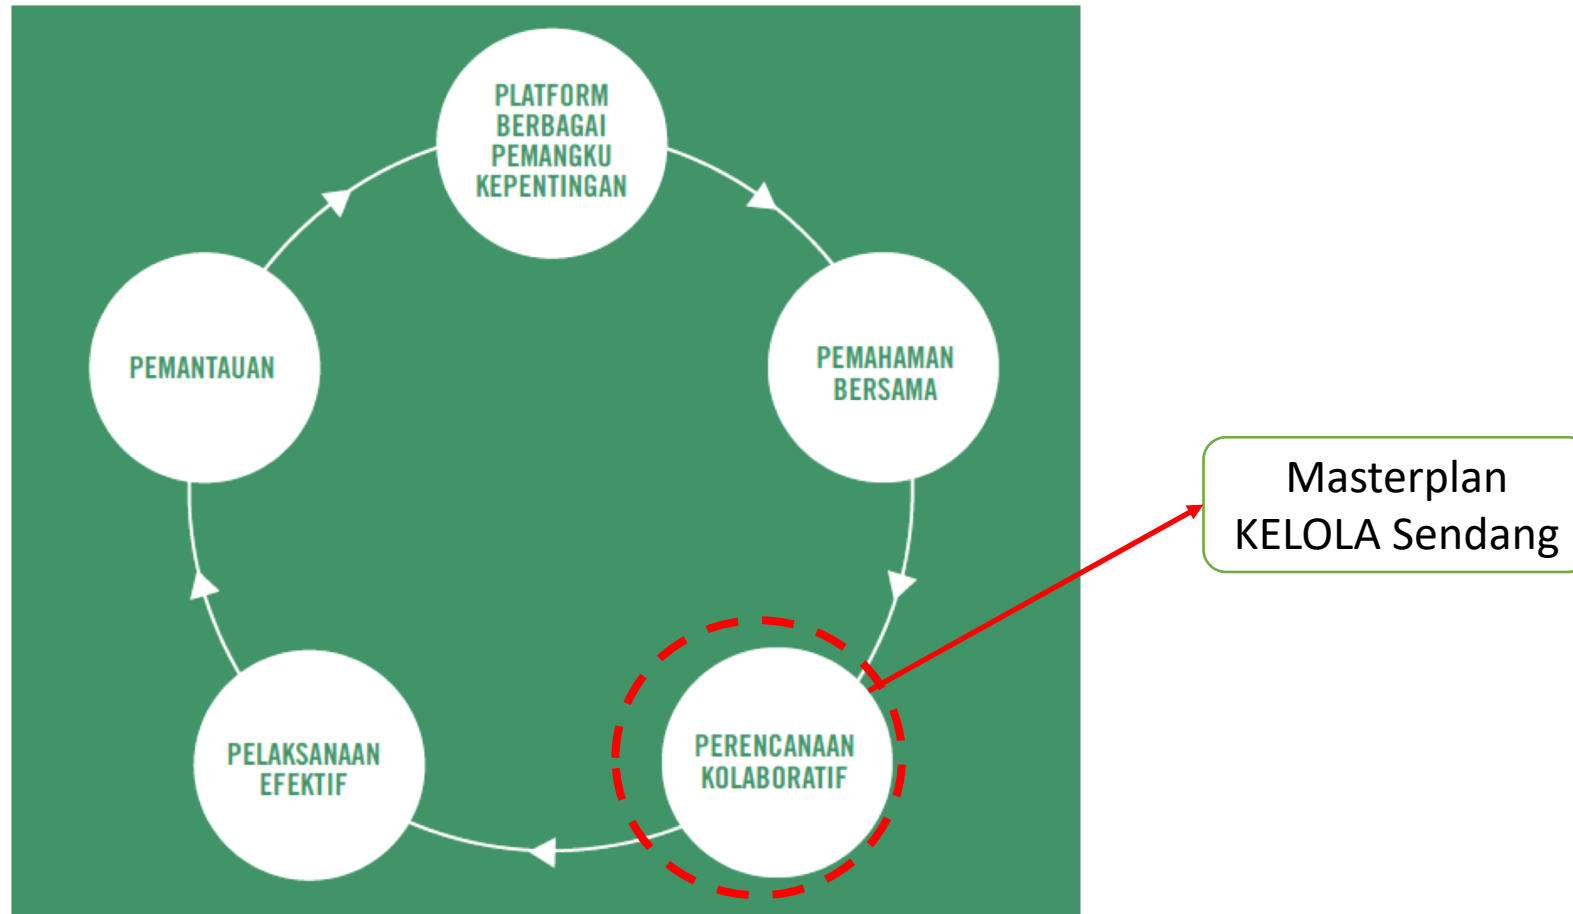 PLATFORM
BERBAGAI
PEMANGKU
KEPENTINGAN
PEMAHAMAN
BERSAMA
PERENCANAAN
KOLABORATIF
PELAKSANAAN
EFEKTIF
PEMANTAUAN
Masterplan
KELOLA Sendang